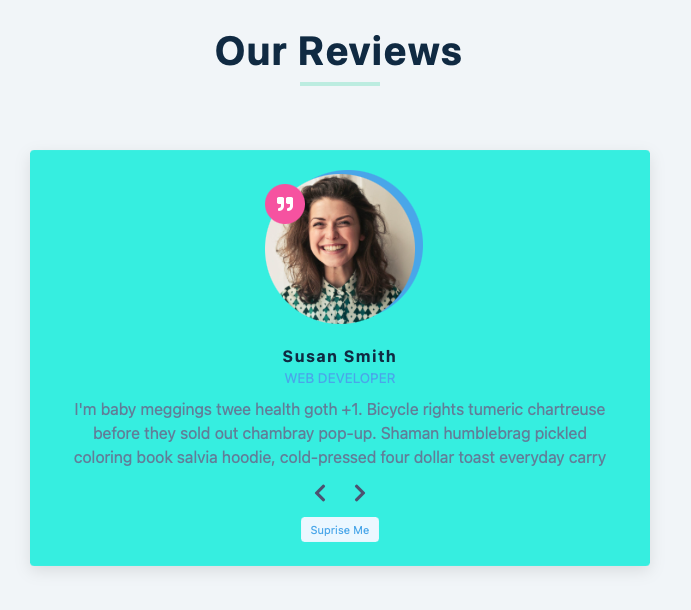 Our Reviews
Susan Smith
WEB DEVELOPER
I'm baby meggings twee health goth +1. Bicycle rights tumeric chartreuse
before they sold out chambray pop-up. Shaman humblebrag pickled
coloring book salvia hoodie, cold-pressed four dollar toast everyday carry
Suprise Me